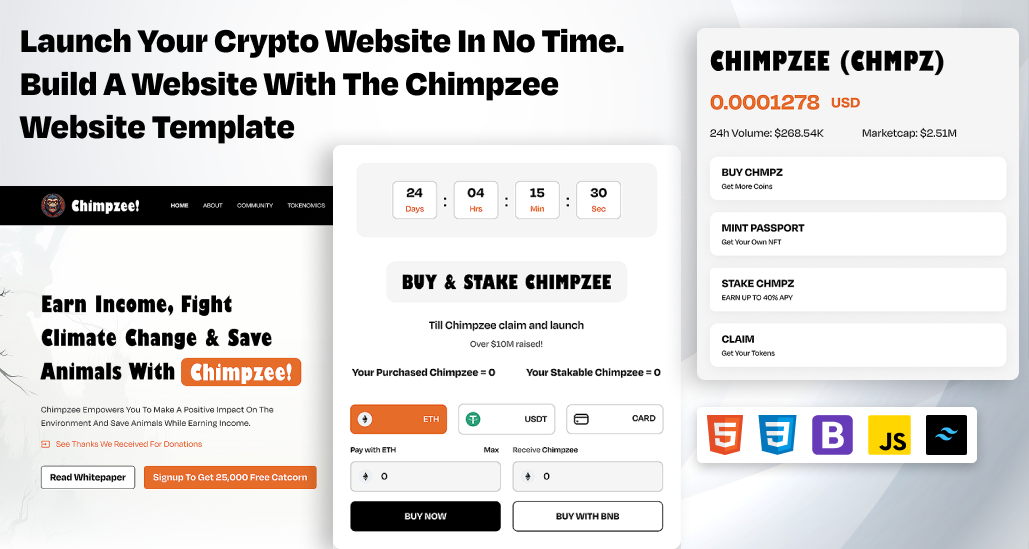 Launch Your Crypto Website In No Time.
Build A Website With The Chimpzee
Website Template
Chimpzee!
HOME ABOUT COMMUNITY TOKENOMICS
Earn Income, Fight
Climate Change & Save
Animals With Chimpzee!
Chimpzee Empowers You To Make A Positive Impact On The
Environment And Save Animals While Earning Income.
See Thanks We Received For Donations
Read Whitepaper Signup To Get 25,000 Free Catcorn
24 : 04 : 15 : 30
Days Hrs Min Sec
BUY & STAKE CHIMPZEE
Till Chimpzee claim and launch
Over $10M raised!
Your Purchased Chimpzee = 0 Your Stakable Chimpzee = 0
ETH USDT CARD
Pay with ETH Max Receive Chimpzee
0 0
BUY NOW BUY WITH BNB
CHIMPZEE (CHMPZ)
0.0001278 USD
24h Volume: $268.54K Marketcap: $2.51M
BUY CHMPZ
Get More Coins
MINT PASSPORT
Get Your Own NFT
STAKE CHMPZ
EARN UP TO 40% APY
CLAIM
Get Your Tokens
5 3 B JS